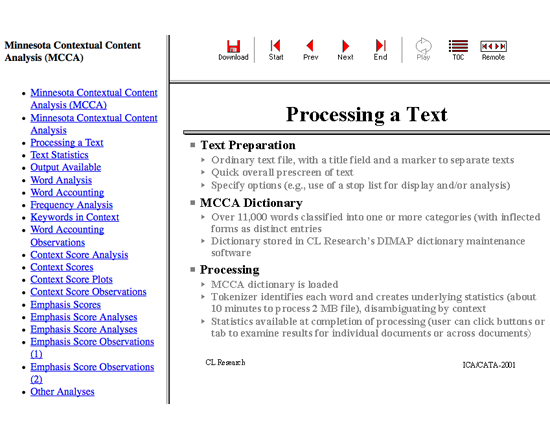 Minnesota Contextual Content
Analysis (MCCA)
Minnesota Contextual Content
Analysis (MCCA)
Minnesota Contextual Content
Analysis
Processing a Text
Text Statistics
Output Available
Word Analysis
Word Accounting
Frequency Analysis
Keywords in Context
Word Accounting
Observations
Context Score Analysis
Context Scores
Context Score Plots
Context Score Observations
Emphasis Scores
Emphasis Score Analyses
Emphasis Score Analyses
Emphasis Score Observations
(1)
Emphasis Score Observations
(2)
Other Analyses
Download Start Prev Next End Play TOC Remote
Processing a Text
Text Preparation
Ordinary text file, with a title field and a marker to separate texts
Quick overall prescreen of text
Specify options (e.g., use of a stop list for display and/or analysis)
MCCA Dictionary
Over 11,000 words classified into one or more categories (with inflected
forms as distinct entries
Dictionary stored in CL Research's DIMAP dictionary maintenance
software
Processing
MCCA dictionary is loaded
Tokenizer identifies each word and creates underlying statistics (about
10 minutes to process 2 MB file), disambiguating by context
Statistics available at completion of processing (user can click buttons or
tab to examine results for individual documents or across documents)
CL Research ICA/CATA-2001